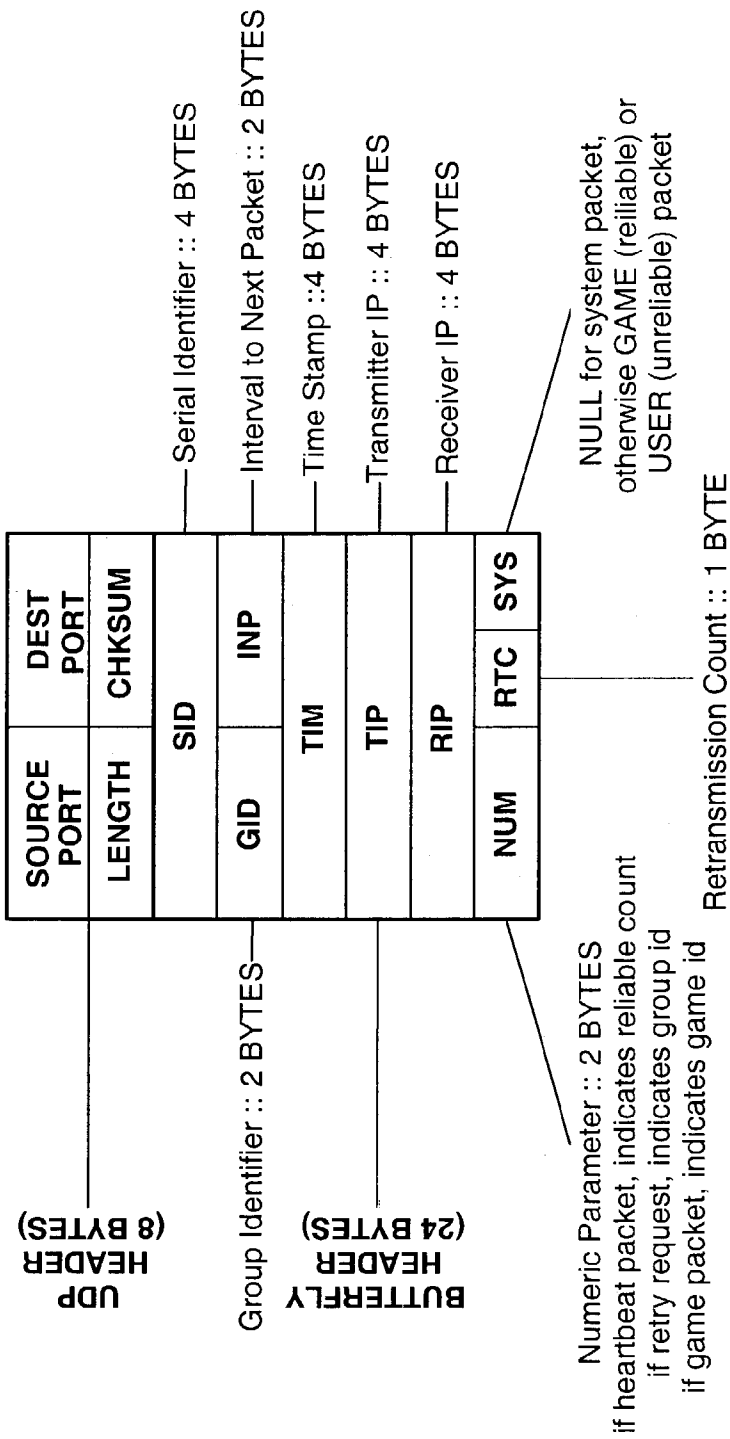 UDP
HEADER
(8 BYTES)
SOURCE
PORT
DEST
PORT
LENGTH
CHKSUM
SID
Serial Identifier :: 4 BYTES
Group Identifier :: 2 BYTES
GID
INP
Interval to Next Packet :: 2 BYTES
TIM
Time Stamp ::4 BYTES
BUTTERFLY
HEADER
(24 BYTES)
TIP
Transmitter IP :: 4 BYTES
RIP
Receiver IP :: 4 BYTES
NUM
RTC
SYS
Numeric Parameter :: 2 BYTES
if heartbeat packet, indicates reliable count
if retry request, indicates group id
if game packet, indicates game id
Retransmission Count :: 1 BYTE
NULL for system packet,
otherwise GAME (reiliable) or
USER (unreliable) packet